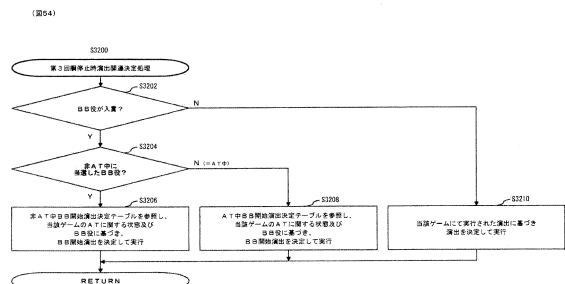 (図54)
S3200
第3回胴停止時演出関連決定処理
S3202
BB役が入賞?
N
Y
S3204
非AT中に
当選したBB役?
N (=AT中)
Y
S3206
非AT中BB開始演出決定テーブルを参照し、
当該ゲームのATに関する状態及び
BB役に基づき、
BB開始演出を決定して実行
S3208
AT中BB開始演出決定テーブルを参照し、
当該ゲームのATに関する状態及び
BB役に基づき、
BB開始演出を決定して実行
S3210
当該ゲームにて実行された演出に基づき
演出を決定して実行
RETURN